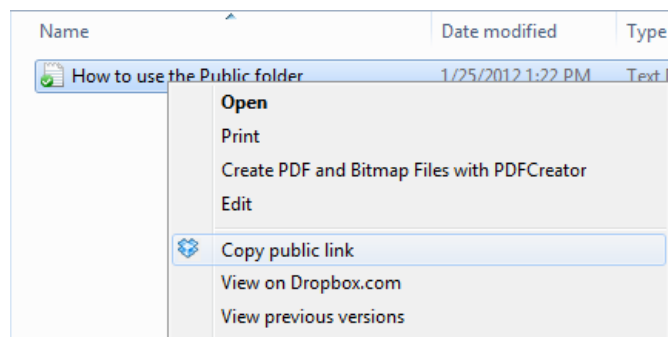 Name Date modified Type
How to use the Public folder 1/25/2012 1:22 PM Text
Open
Print
Create PDF and Bitmap Files with PDFCreator
Edit
Copy public link
View on Dropbox.com
View previous versions